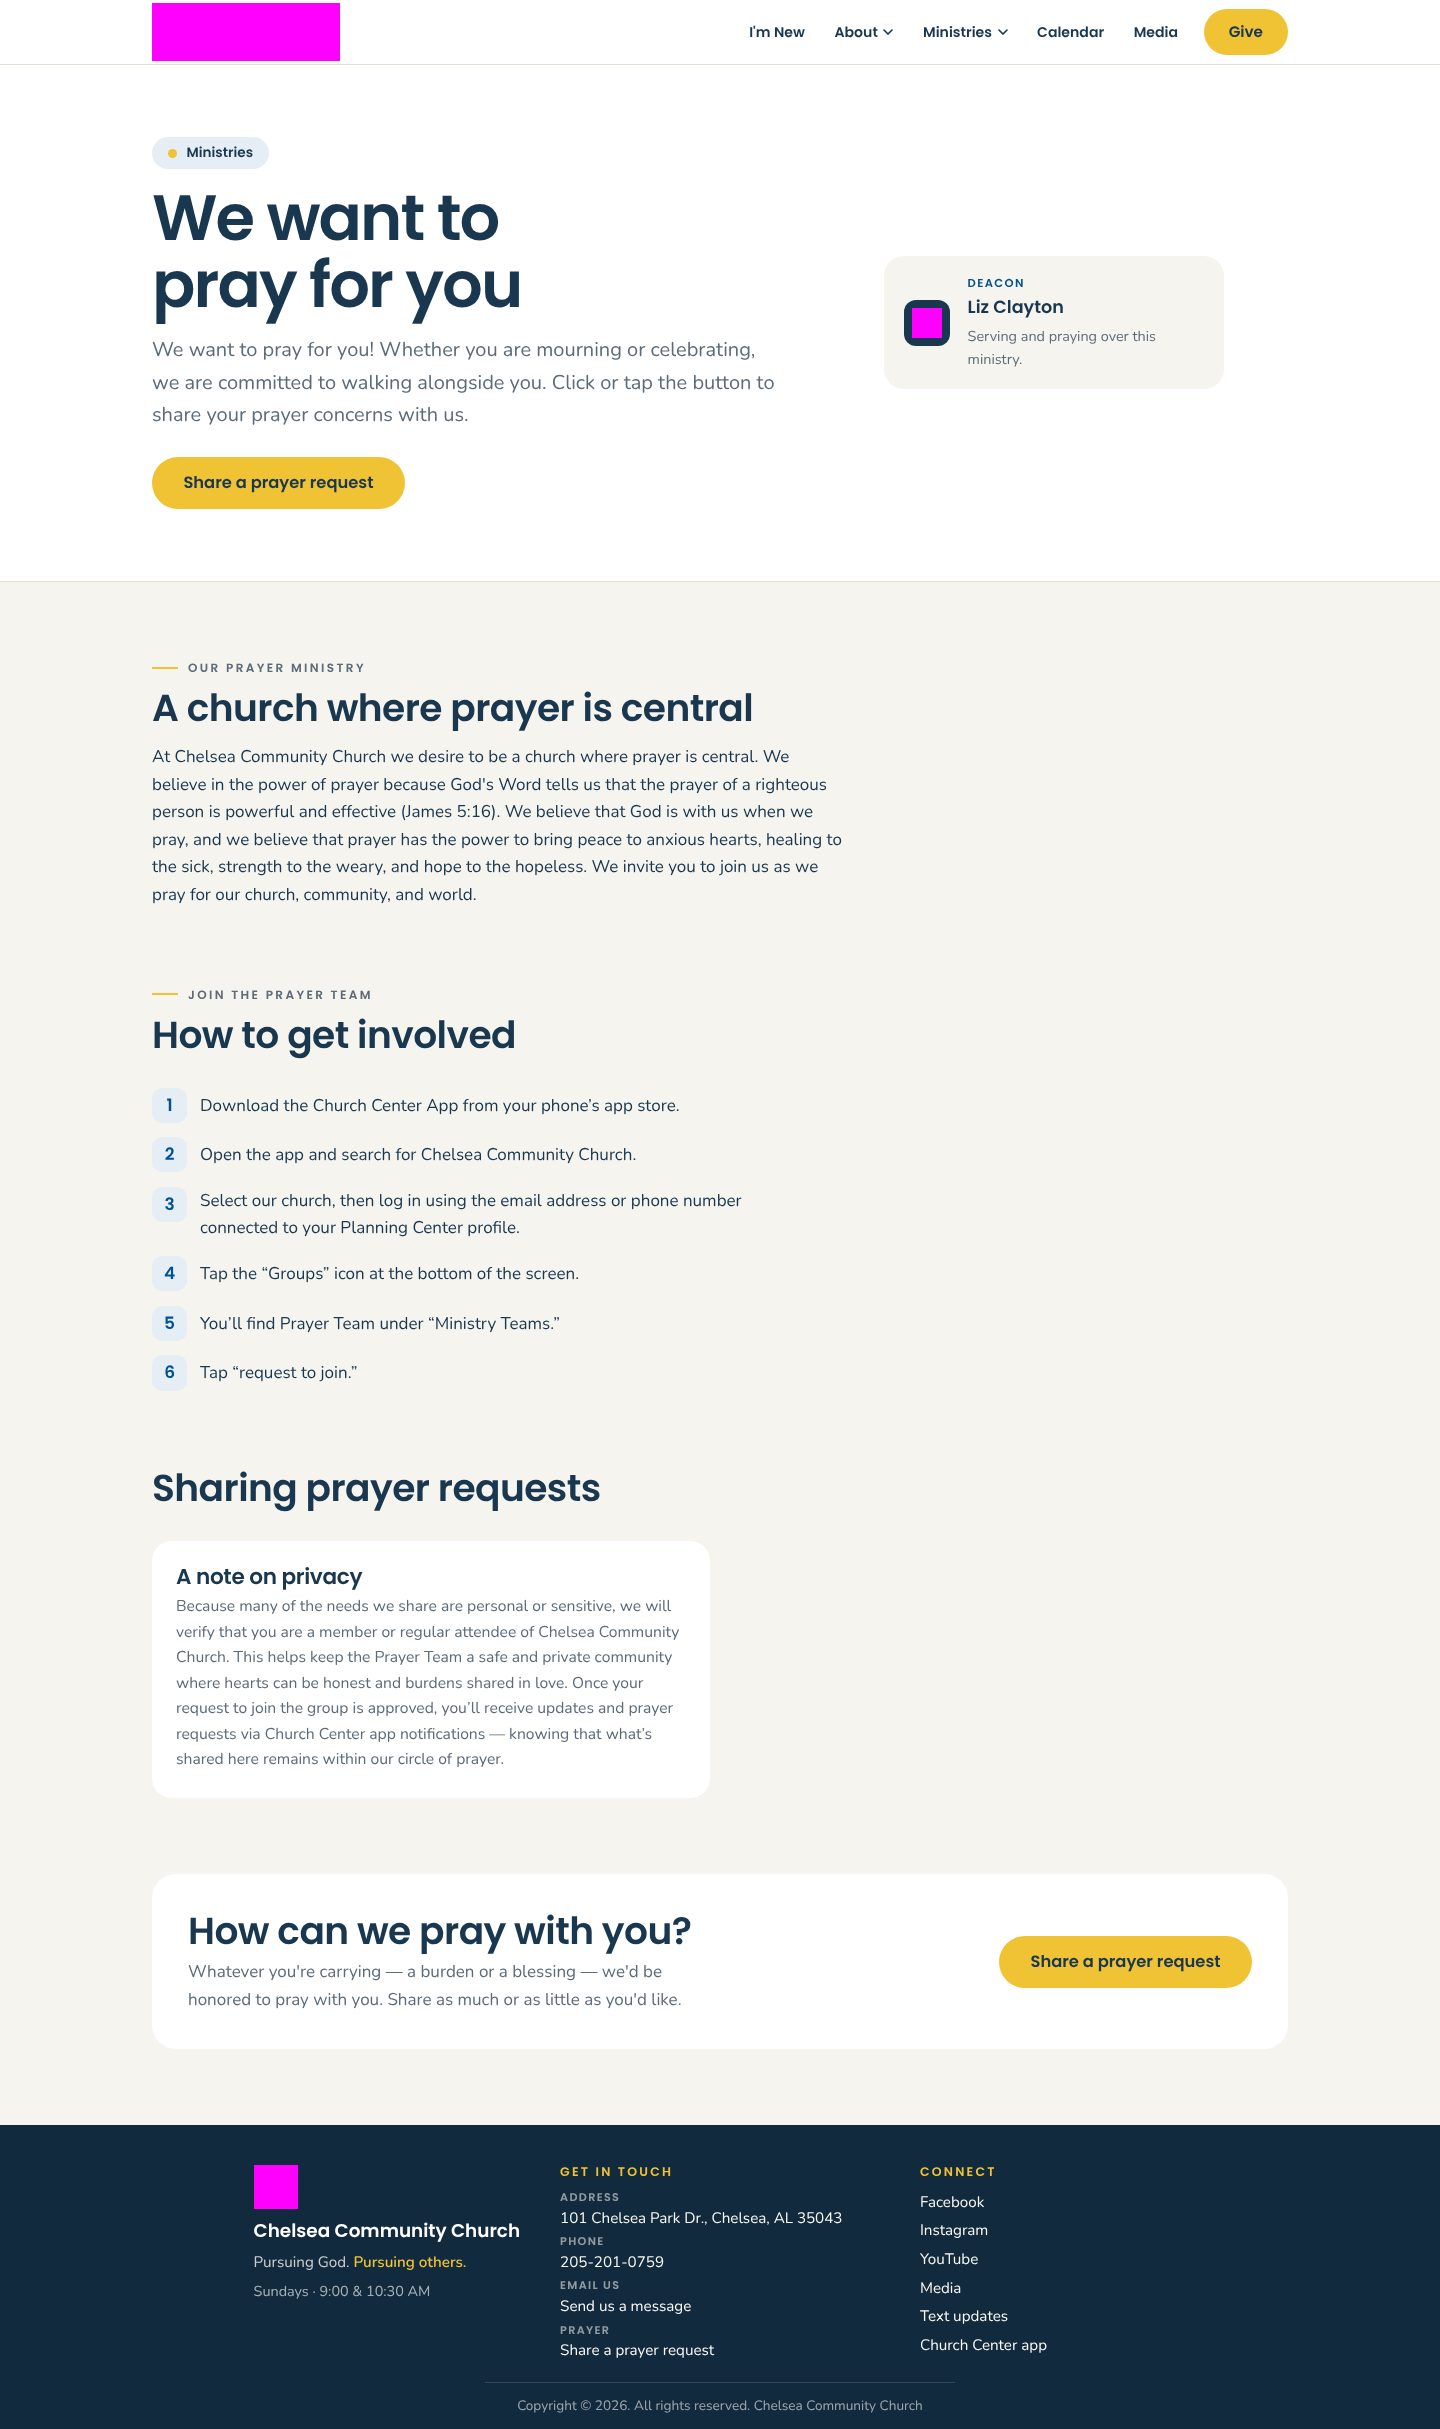 I'm New
About
Ministries
Calendar
Media
Give
Ministries
We want to
pray for you
We want to pray for you! Whether you are mourning or celebrating,
we are committed to walking alongside you. Click or tap the button to
share your prayer concerns with us.
Share a prayer request
DEACON
Liz Clayton
Serving and praying over this
ministry.
OUR PRAYER MINISTRY
A church where prayer is central
At Chelsea Community Church we desire to be a church where prayer is central. We
believe in the power of prayer because God's Word tells us that the prayer of a righteous
person is powerful and effective (James 5:16). We believe that God is with us when we
pray, and we believe that prayer has the power to bring peace to anxious hearts, healing to
the sick, strength to the weary, and hope to the hopeless. We invite you to join us as we
pray for our church, community, and world.
JOIN THE PRAYER TEAM
How to get involved
1 Download the Church Center App from your phone’s app store.
2 Open the app and search for Chelsea Community Church.
3 Select our church, then log in using the email address or phone number
connected to your Planning Center profile.
4 Tap the “Groups” icon at the bottom of the screen.
5 You’ll find Prayer Team under “Ministry Teams.”
6 Tap “request to join.”
Sharing prayer requests
A note on privacy
Because many of the needs we share are personal or sensitive, we will
verify that you are a member or regular attendee of Chelsea Community
Church. This helps keep the Prayer Team a safe and private community
where hearts can be honest and burdens shared in love. Once your
request to join the group is approved, you’ll receive updates and prayer
requests via Church Center app notifications — knowing that what’s
shared here remains within our circle of prayer.
How can we pray with you?
Whatever you're carrying — a burden or a blessing — we'd be
honored to pray with you. Share as much or as little as you'd like.
Share a prayer request
Chelsea Community Church
Pursuing God. Pursuing others.
Sundays · 9:00 & 10:30 AM
GET IN TOUCH
ADDRESS
101 Chelsea Park Dr., Chelsea, AL 35043
PHONE
205-201-0759
EMAIL US
Send us a message
PRAYER
Share a prayer request
CONNECT
Facebook
Instagram
YouTube
Media
Text updates
Church Center app
Copyright © 2026. All rights reserved. Chelsea Community Church